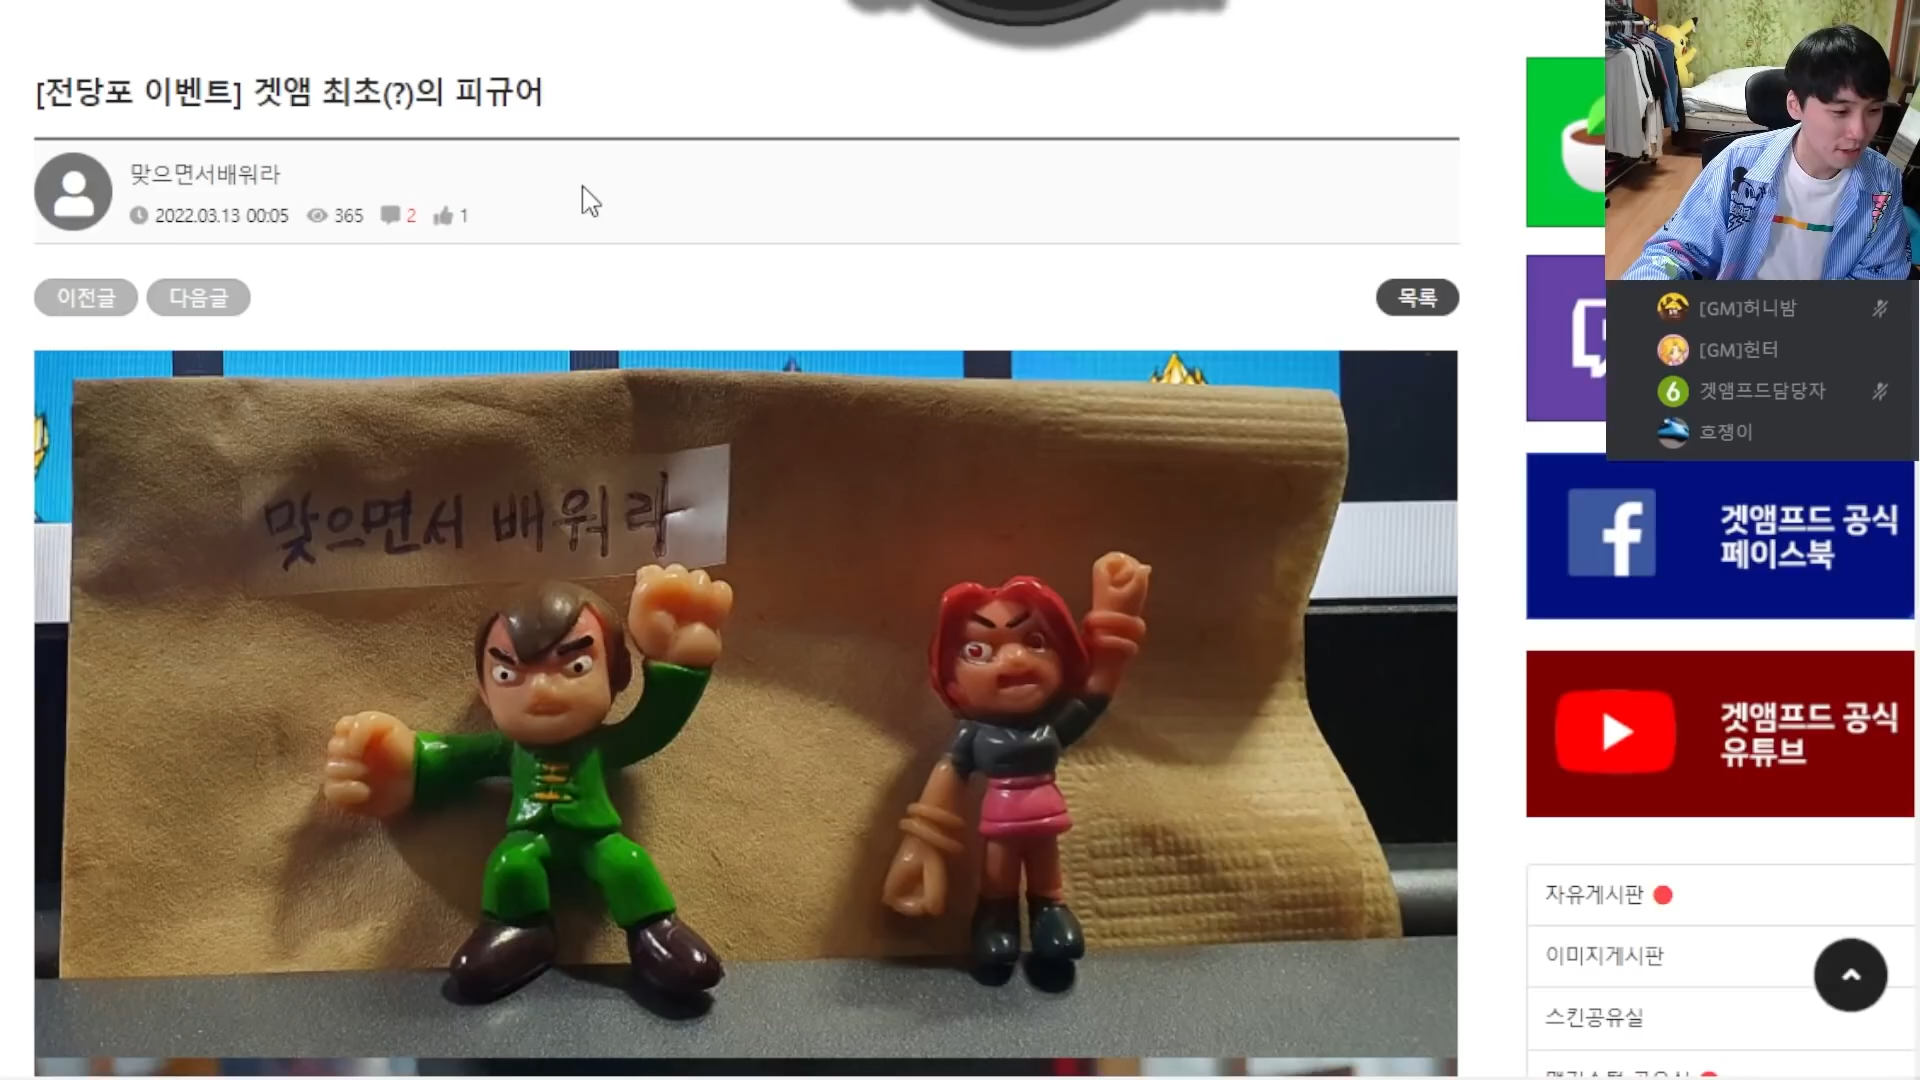 [전당포 이벤트] 겟앰 최초(?)의 피규어
맞으면서배워라
2022.03.13 00:05 365 2 1
이전글 다음글
목록
맞으면서 배워라
[GM]허니밤
[GM]헌터
6 겟앰프드담당자
흐쟁이
f 겟앰프드 공식
페이스북
겟앰프드 공식
유튜브
자유게시판
이미지게시판
스킨공유실